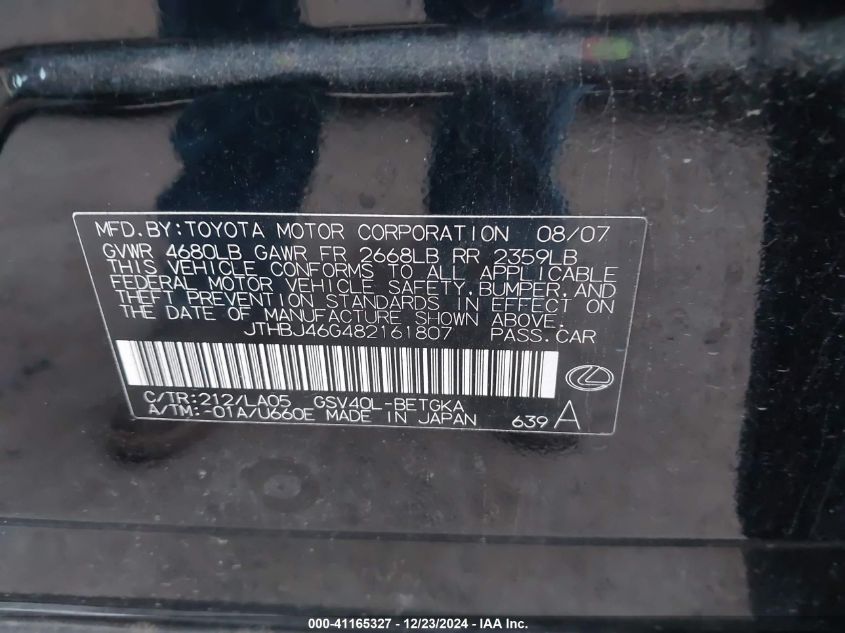 MFD.BY:TOYOTA MOTOR CORPORATION 08/07
GVWR 4680LB GAWR FR 2668LB RR 2359LB
THIS VEHICLE CONFORMS TO ALL APPLICABLE
FEDERAL MOTOR VEHICLE SAFETY,BUMPER,AND
THEFT PREVENTION STANDARDS IN EFFECT ON
THE DATE OF MANUFACTURE SHOWN ABOVE.
JTHBJ46G482161807 PASS.CAR
C/TR:212/LA05 GSV40L-BETGKA
A/TM:-01A/U660E MADE IN JAPAN 639 A
000-41165327 - 12/23/2024 - IAA Inc.